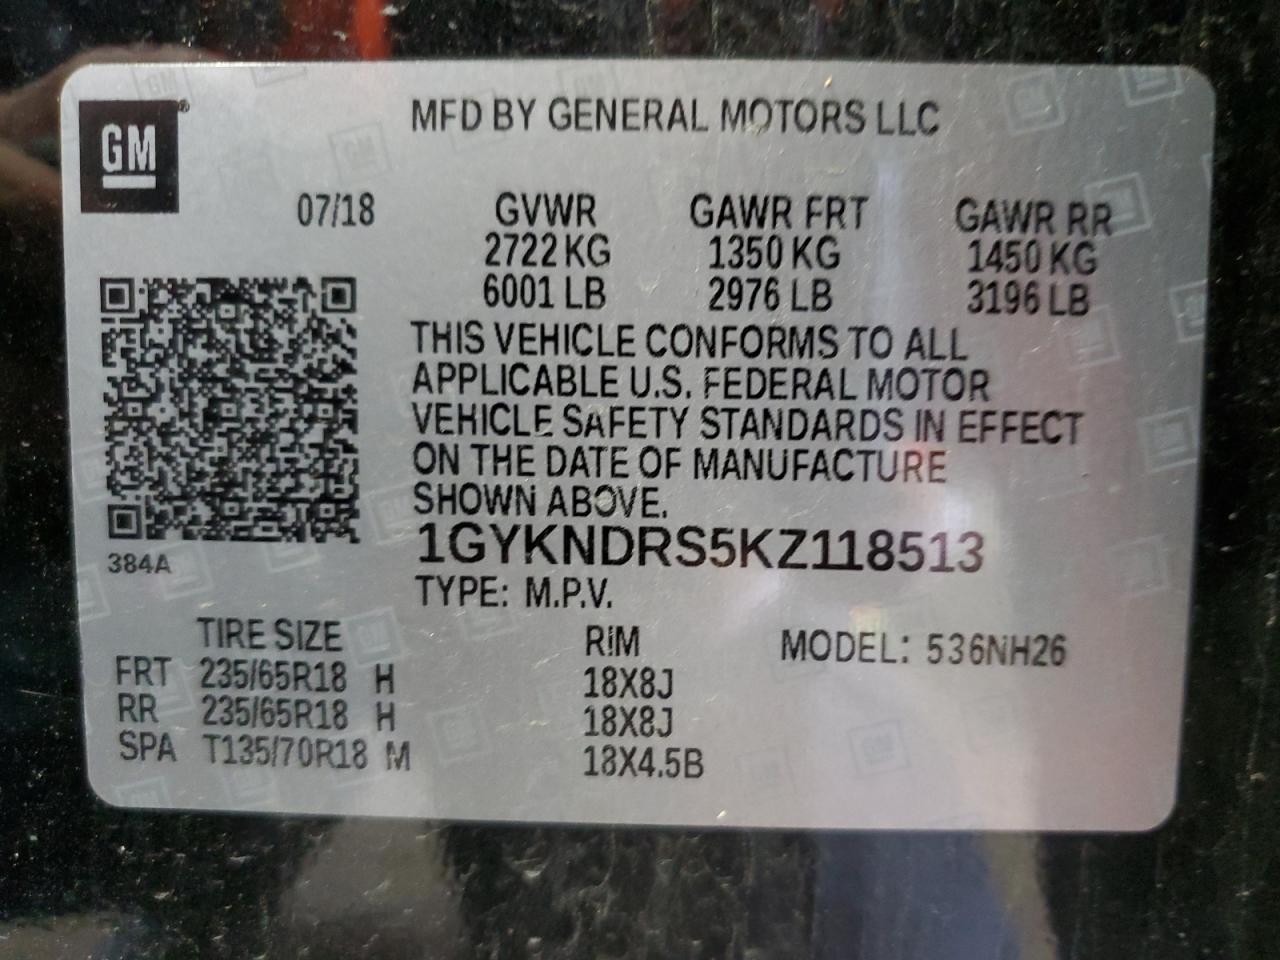 GM
MFD BY GENERAL MOTORS LLC
07/18 GVWR GAWR FRT GAWR RR
2722 KG 1350 KG 1450 KG
6001 LB 2976 LB 3196 LB
THIS VEHICLE CONFORMS TO ALL
APPLICABLE U.S. FEDERAL MOTOR
VEHICLE SAFETY STANDARDS IN EFFECT
ON THE DATE OF MANUFACTURE
SHOWN ABOVE.
1GYKNDRS5KZ118513
384A
TYPE: M.P.V.
TIRE SIZE RIM MODEL: 536NH26
FRT 235/65R18 H 18X8J
RR 235/65R18 H 18X8J
SPA T135/70R18 M 18X4.5B